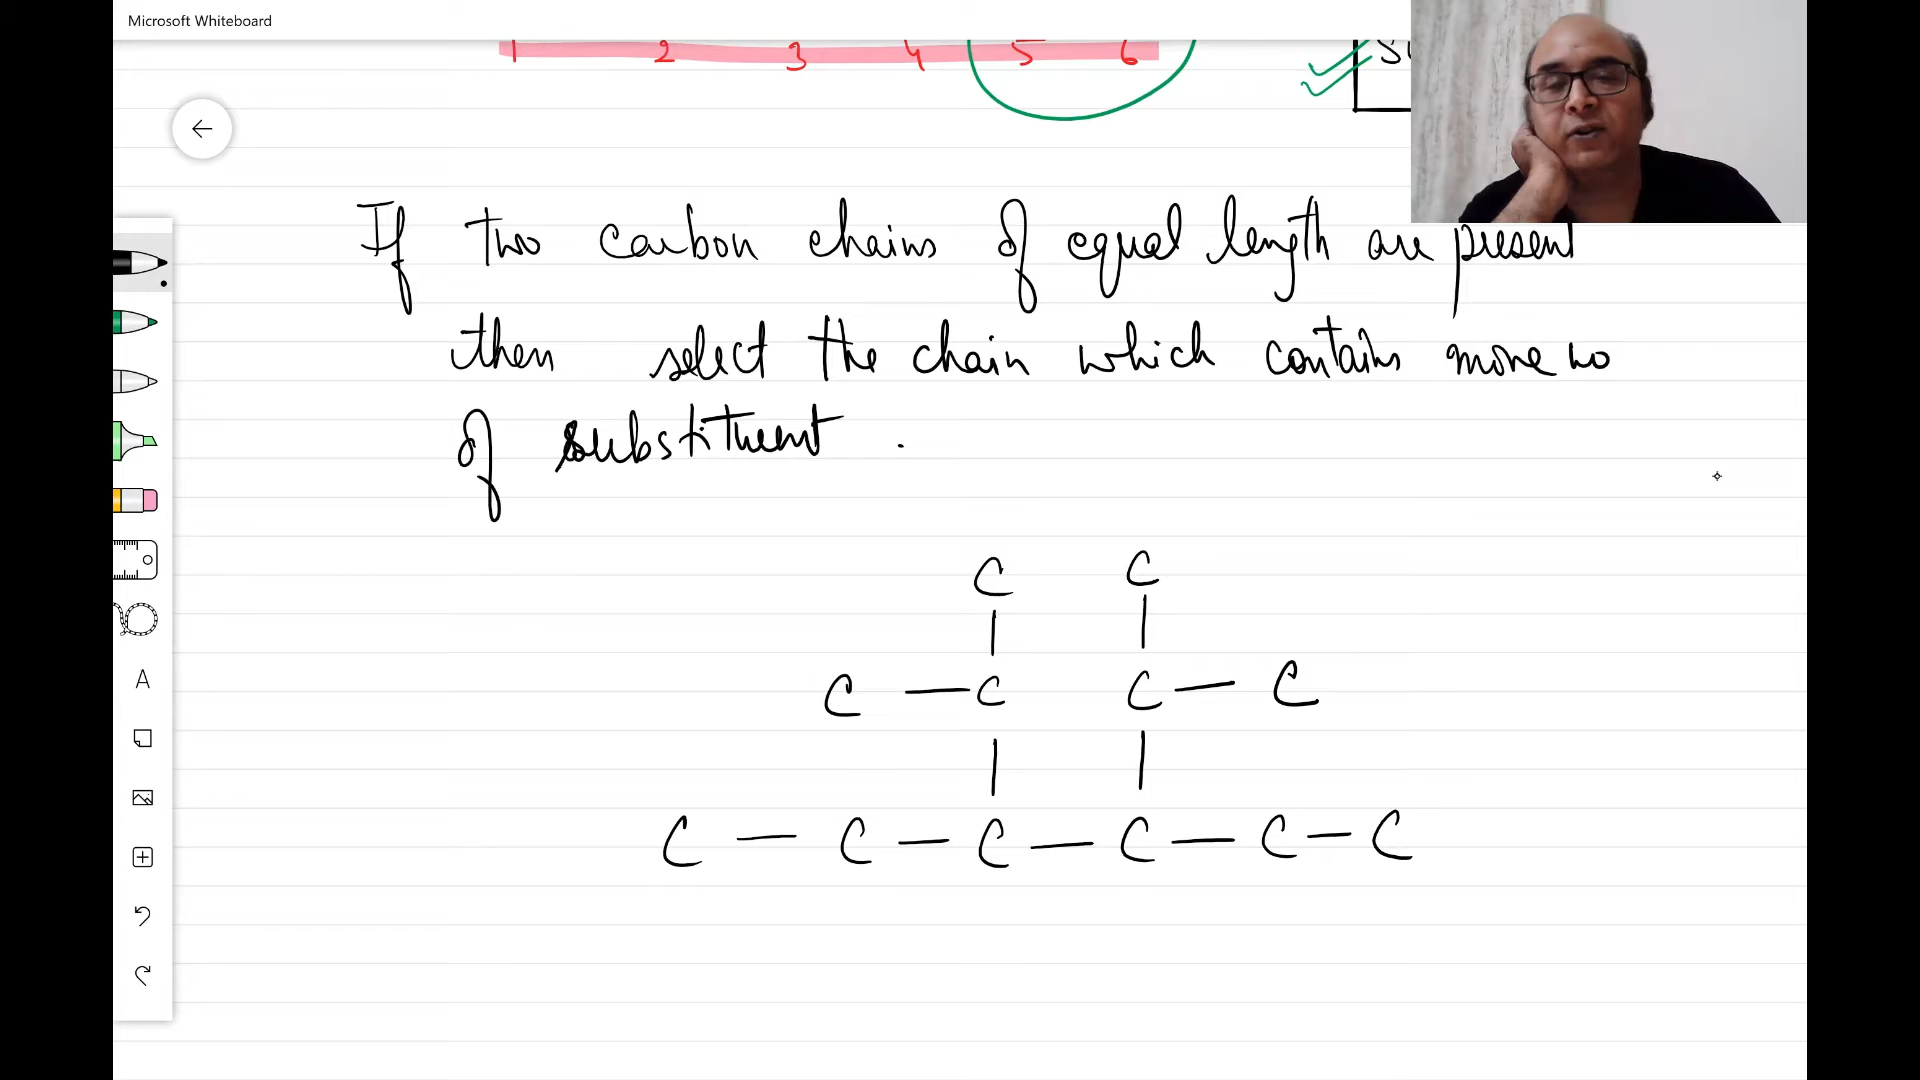 Microsoft Whiteboard
1 2 3 4 5 6
If two carbon chains of equal length are present
then select the chain which contains more no
of substituent .
C C
C — C C — C
C — C — C — C — C — C
A